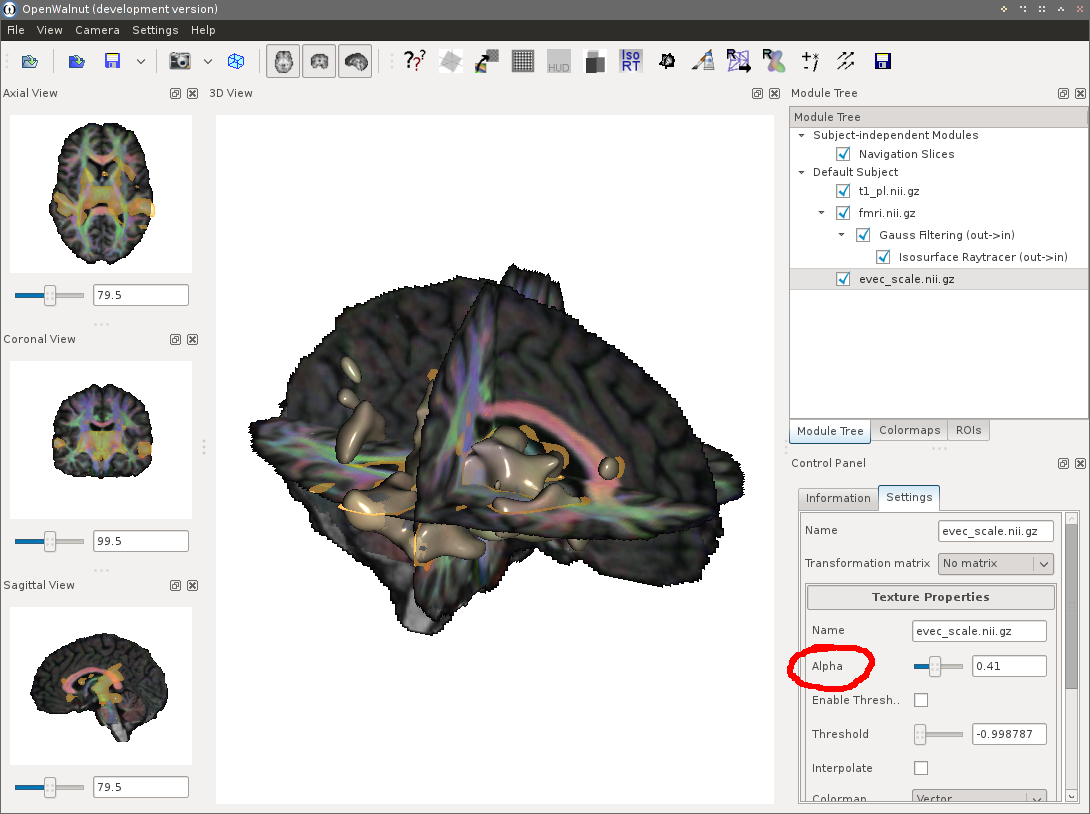 OpenWalnut (development version)
File View Camera Settings Help
HUD
Iso
RT
R
R
Axial View
79.5
Coronal View
99.5
Sagittal View
79.5
3D View
Module Tree
Module Tree
Subject-independent Modules
Navigation Slices
Default Subject
t1_pl.nii.gz
fmri.nii.gz
Gauss Filtering (out->in)
Isosurface Raytracer (out->in)
evec_scale.nii.gz
Module Tree Colormaps ROIs
Control Panel
Information Settings
Name evec_scale.nii.gz
Transformation matrix No matrix
Texture Properties
Name evec_scale.nii.gz
Alpha 0.41
Enable Thresh..
Threshold -0.998787
Interpolate
Colormap Vector